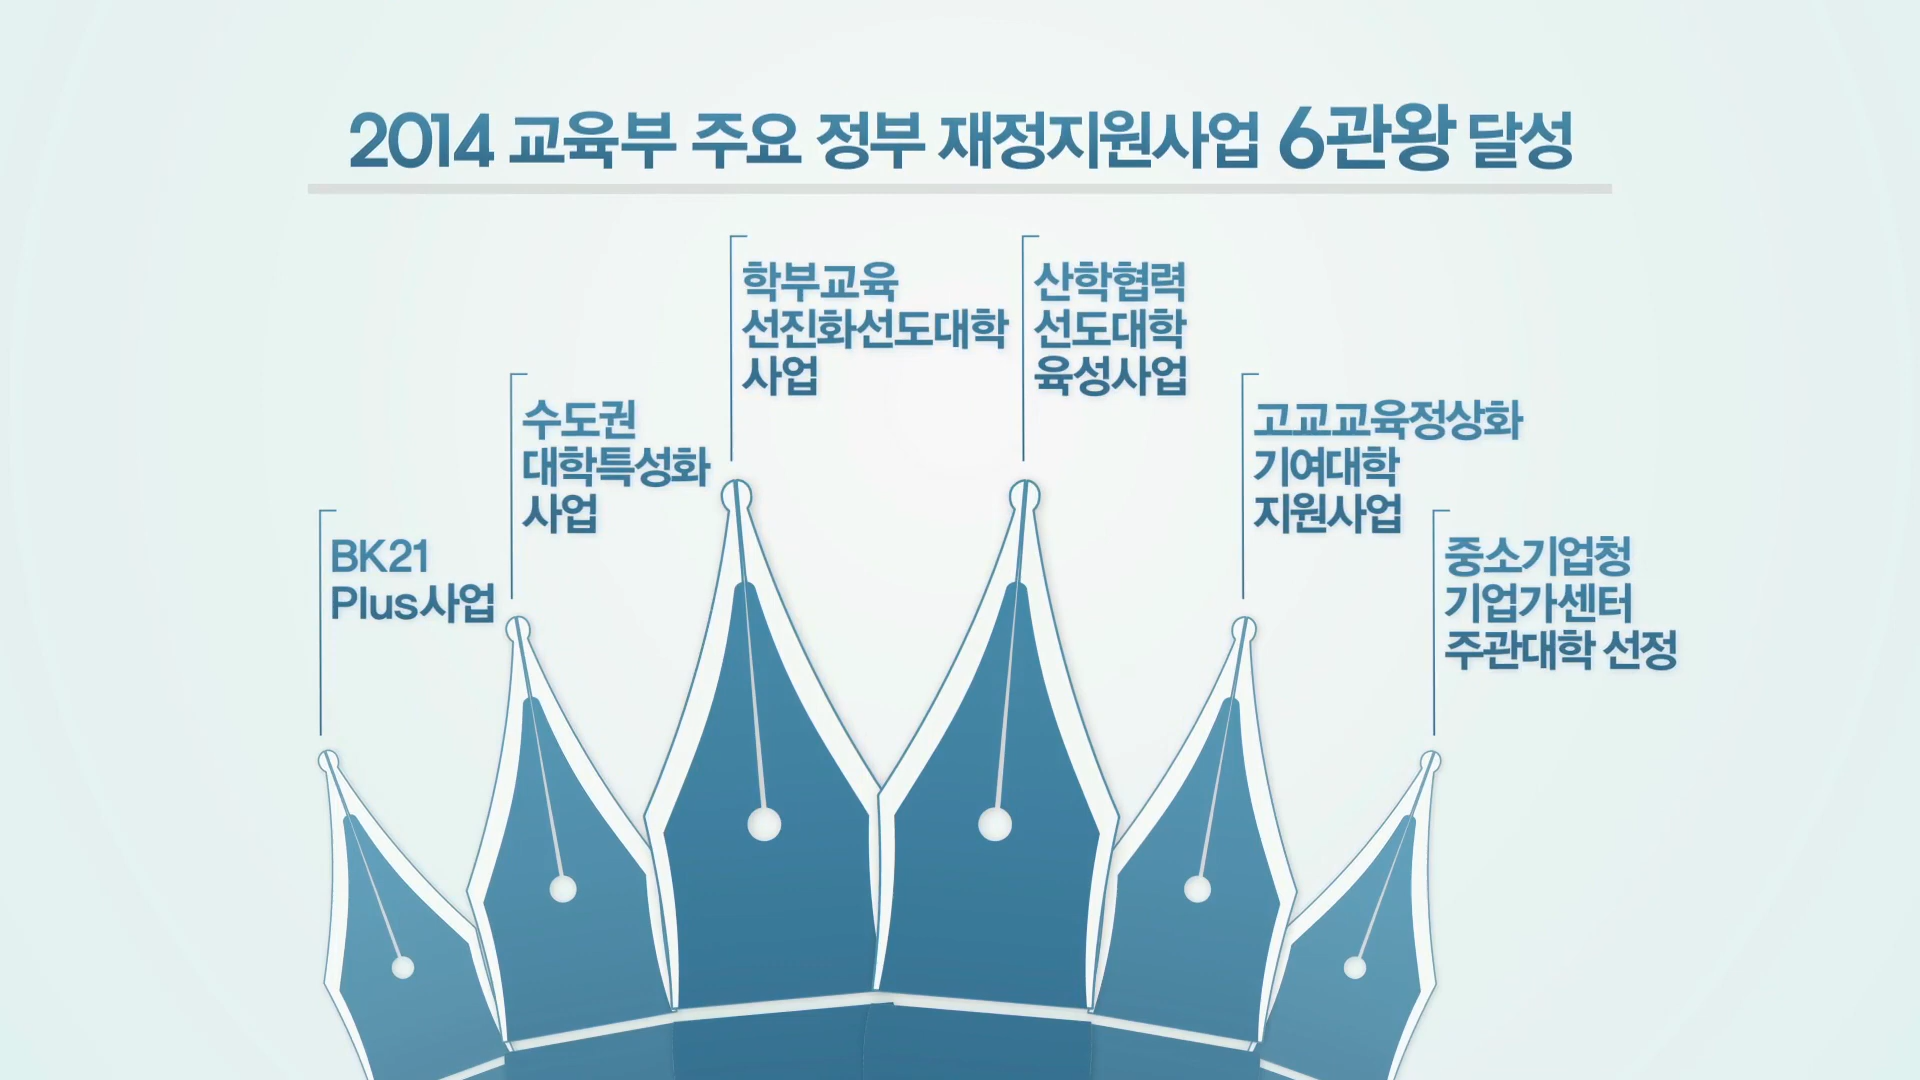 2014 교육부 주요 정부 재정지원사업 6관왕 달성
BK21
Plus사업
수도권
대학특성화
사업
학부교육
선진화선도대학
사업
산학협력
선도대학
육성사업
고교교육정상화
기여대학
지원사업
중소기업청
기업가센터
주관대학 선정